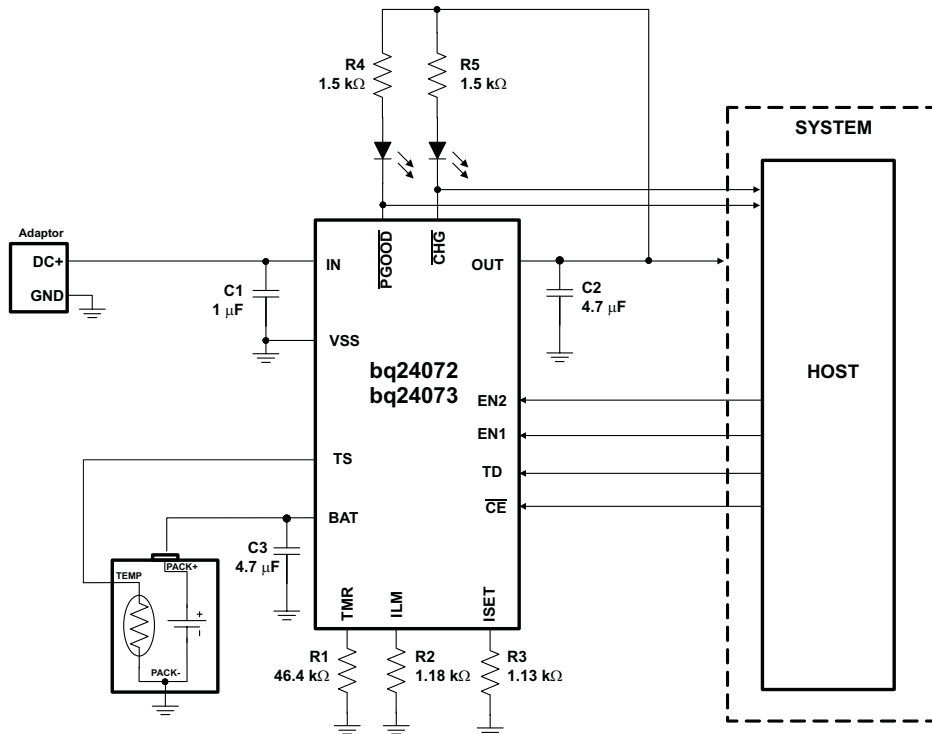 R4
1.5 kΩ
R5
1.5 kΩ
SYSTEM
Adaptor
DC+
GND
C1
1 μF
IN
PGOOD
CHG
OUT
C2
4.7 μF
VSS
bq24072
bq24073
HOST
EN2
EN1
TS
TD
CE
BAT
C3
4.7 μF
TEMP
PACK+
+
−
PACK-
TMR
ILM
ISET
R1
46.4 kΩ
R2
1.18 kΩ
R3
1.13 kΩ